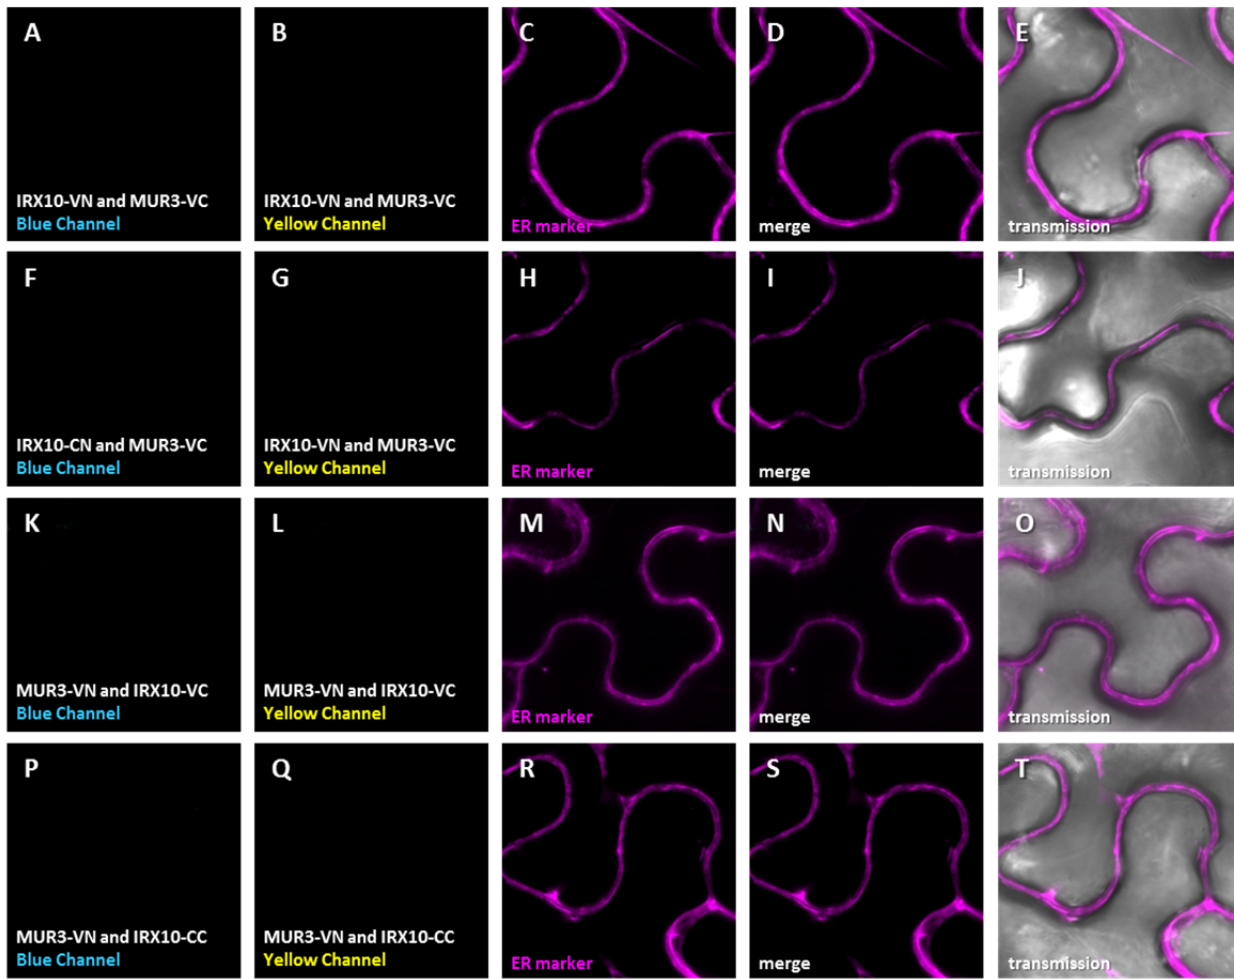 A
IRX10-VN and MUR3-VC
Blue Channel
B
IRX10-VN and MUR3-VC
Yellow Channel
C
ER marker
D
merge
E
transmission
F
IRX10-CN and MUR3-VC
Blue Channel
G
IRX10-VN and MUR3-VC
Yellow Channel
H
ER marker
I
merge
J
transmission
K
MUR3-VN and IRX10-VC
Blue Channel
L
MUR3-VN and IRX10-VC
Yellow Channel
M
ER marker
N
merge
O
transmission
P
MUR3-VN and IRX10-CC
Blue Channel
Q
MUR3-VN and IRX10-CC
Yellow Channel
R
ER marker
S
merge
T
transmission